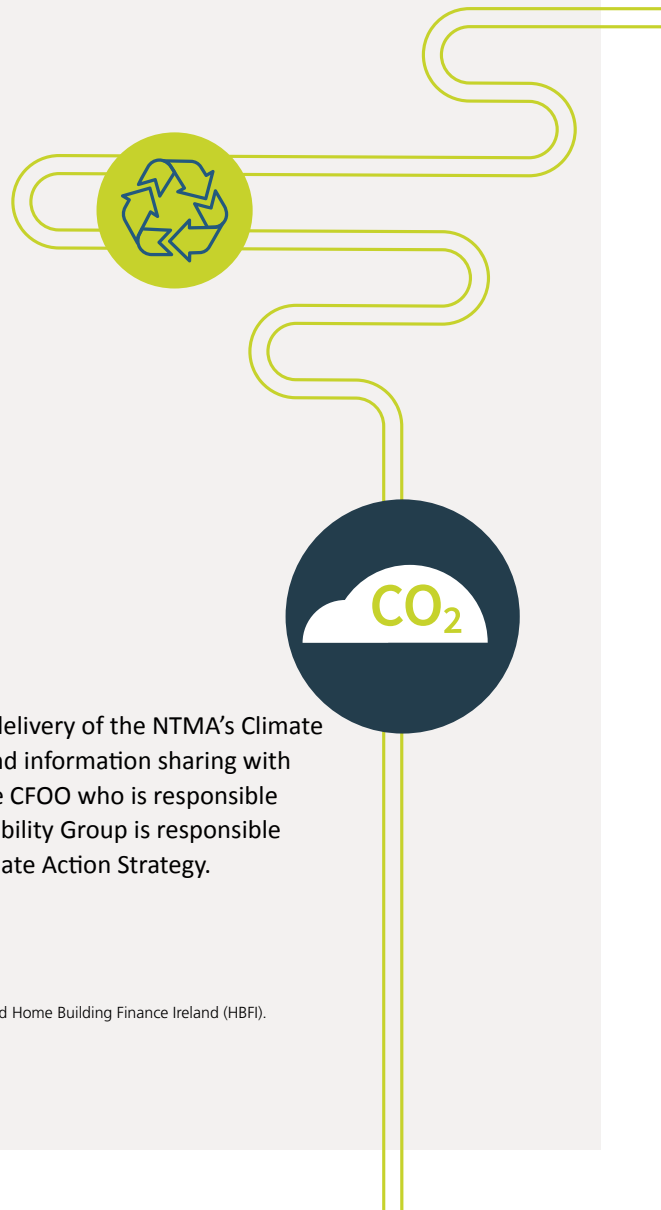 CO₂
delivery of the NTMA's Climate
nd information sharing with
e CFOO who is responsible
bility Group is responsible
ate Action Strategy.
d Home Building Finance Ireland (HBFI).